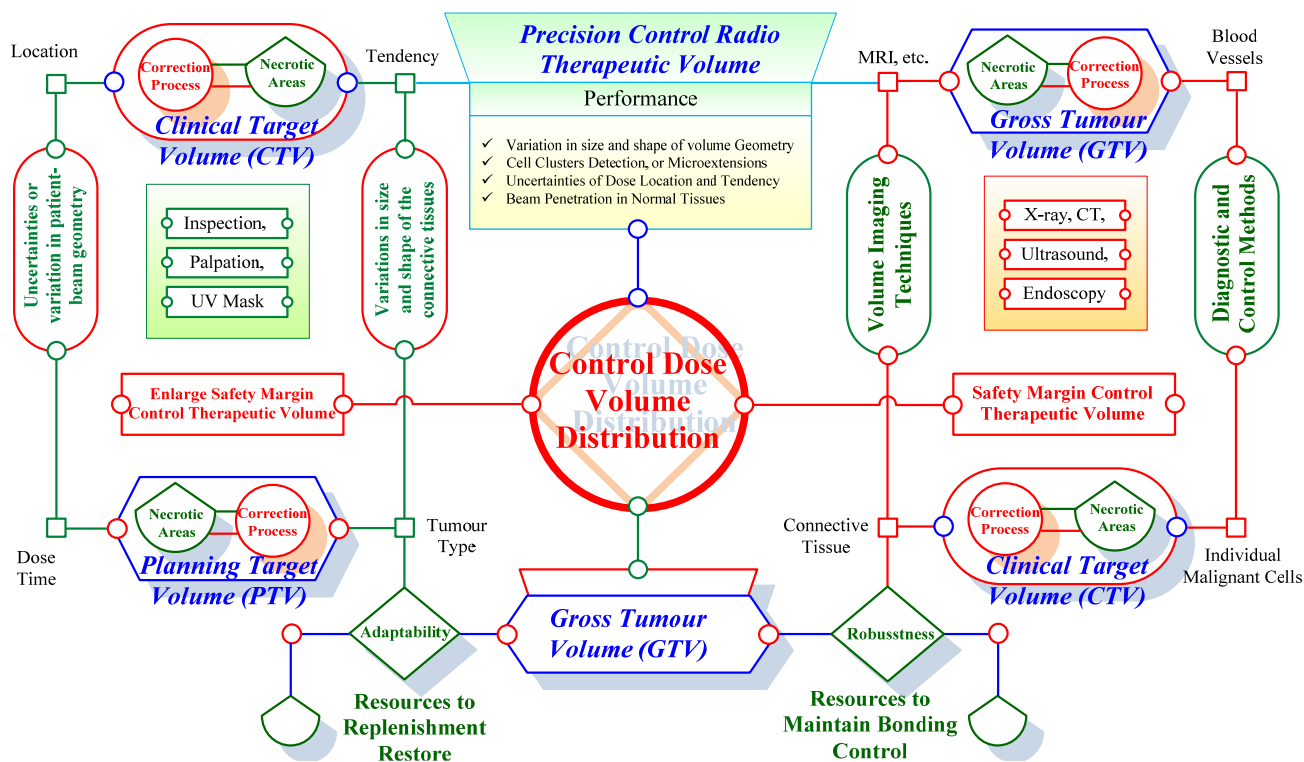 Location
Correction
Process
Necrotic
Areas
Clinical Target
Volume (CTV)
Tendency
Precision Control Radio
Therapeutic Volume
Performance
✓ Variation in size and shape of volume Geometry
✓ Cell Clusters Detection, or Microextensions
✓ Uncertainties of Dose Location and Tendency
✓ Beam Penetration in Normal Tissues
MRI, etc.
Necrotic
Areas
Correction
Process
Gross Tumour
Volume (GTV)
Blood
Vessels
Uncertainties or
variation in patient-
beam geometry
Inspection,
Palpation,
UV Mask
Variations in size
and shape of the
connective tissues
Volume Imaging
Techniques
X-ray, CT,
Ultrasound,
Endoscopy
Diagnostic and
Control Methods
Enlarge Safety Margin
Control Therapeutic Volume
Control Dose
Volume
Distribution
Safety Margin Control
Therapeutic Volume
Dose
Time
Necrotic
Areas
Correction
Process
Planning Target
Volume (PTV)
Tumour
Type
Connective
Tissue
Correction
Process
Necrotic
Areas
Clinical Target
Volume (CTV)
Individual
Malignant Cells
Adaptability
Gross Tumour
Volume (GTV)
Robusstness
Resources to
Replenishment
Restore
Resources to
Maintain Bonding
Control